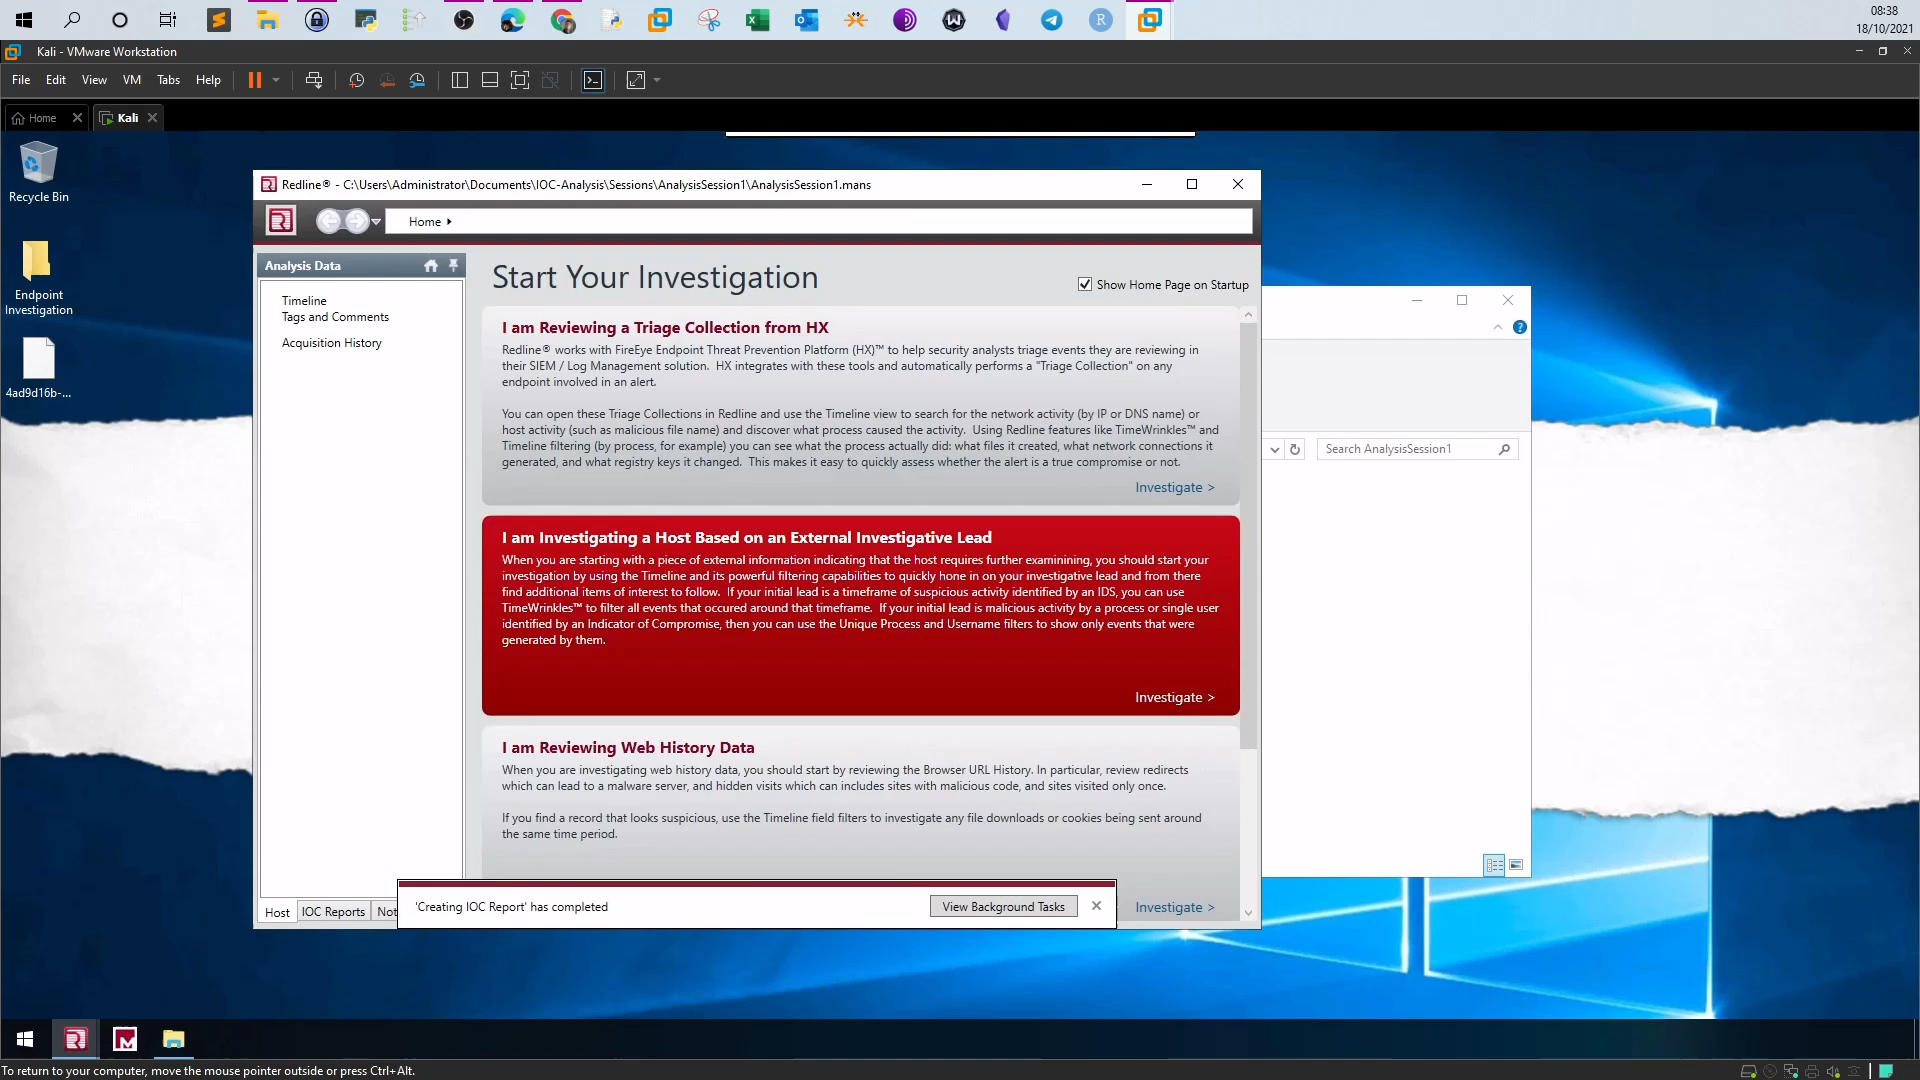 08:38
18/10/2021
Kali - VMware Workstation
File Edit View VM Tabs Help
Home
Kali
Recycle Bin
Endpoint
Investigation
4ad9d16b-...
Redline® - C:\Users\Administrator\Documents\IOC-Analysis\Sessions\AnalysisSession1\AnalysisSession1.mans
Home
Analysis Data
Timeline
Tags and Comments
Acquisition History
Start Your Investigation
Show Home Page on Startup
I am Reviewing a Triage Collection from HX
Redline® works with FireEye Endpoint Threat Prevention Platform (HX)™ to help security analysts triage events they are reviewing in
their SIEM / Log Management solution. HX integrates with these tools and automatically performs a "Triage Collection" on any
endpoint involved in an alert.
You can open these Triage Collections in Redline and use the Timeline view to search for the network activity (by IP or DNS name) or
host activity (such as malicious file name) and discover what process caused the activity. Using Redline features like TimeWrinkles™ and
Timeline filtering (by process, for example) you can see what the process actually did: what files it created, what network connections it
generated, and what registry keys it changed. This makes it easy to quickly assess whether the alert is a true compromise or not.
Investigate >
I am Investigating a Host Based on an External Investigative Lead
When you are starting with a piece of external information indicating that the host requires further examinining, you should start your
investigation by using the Timeline and its powerful filtering capabilities to quickly hone in on your investigative lead and from there
find additional items of interest to follow. If your initial lead is a timeframe of suspicious activity identified by an IDS, you can use
TimeWrinkles™ to filter all events that occured around that timeframe. If your initial lead is malicious activity by a process or single user
identified by an Indicator of Compromise, then you can use the Unique Process and Username filters to show only events that were
generated by them.
Investigate >
I am Reviewing Web History Data
When you are investigating web history data, you should start by reviewing the Browser URL History. In particular, review redirects
which can lead to a malware server, and hidden visits which can includes sites with malicious code, and sites visited only once.
If you find a record that looks suspicious, use the Timeline field filters to investigate any file downloads or cookies being sent around
the same time period.
Investigate >
Host IOC Reports Not
'Creating IOC Report' has completed
View Background Tasks
Search AnalysisSession1
To return to your computer, move the mouse pointer outside or press Ctrl+Alt.